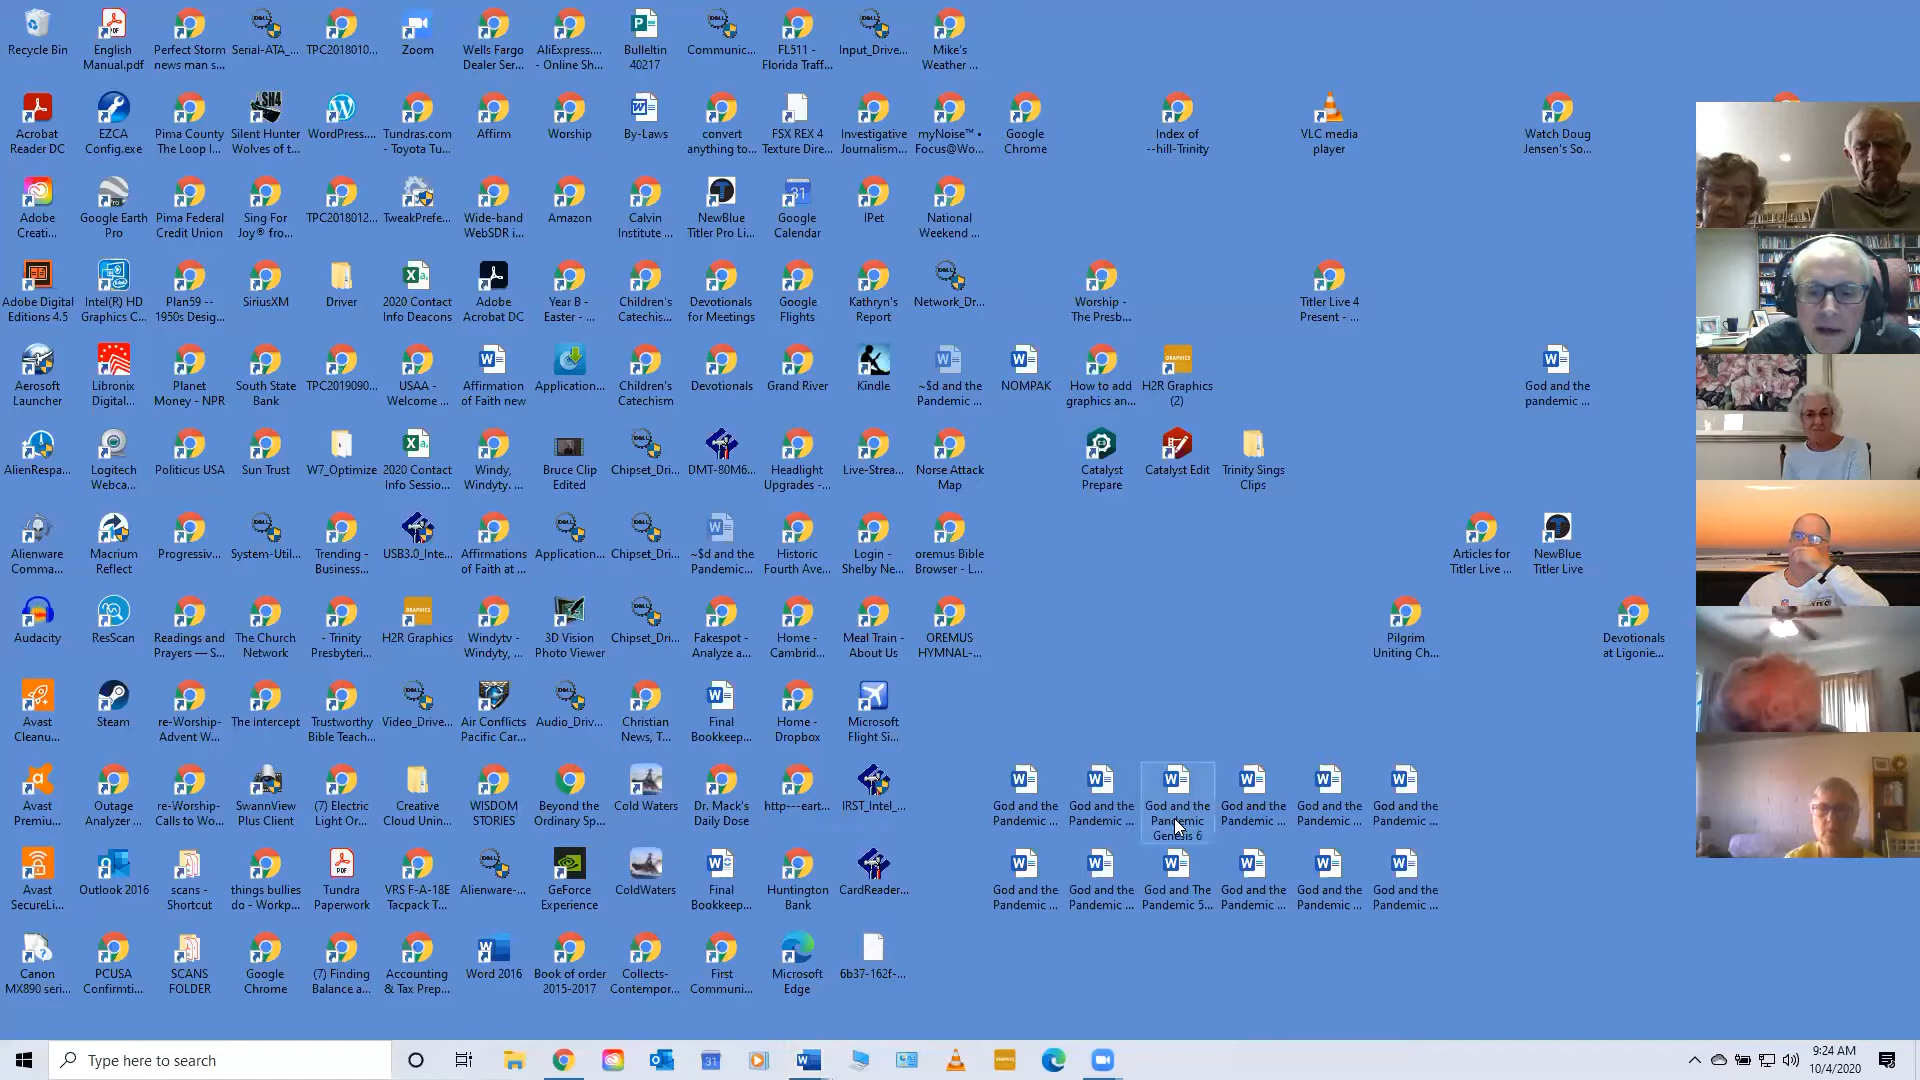 Recycle Bin
English
Manual.pdf
Perfect Storm
news man s...
Serial-ATA_...
TPC2018010...
Zoom
Wells Fargo
Dealer Ser...
AliExpress....
- Online Sh...
Bulleltin
40217
Communic...
FL511 -
Florida Traff...
Input_Drive...
Mike's
Weather ...
Acrobat
Reader DC
EZCA
Config.exe
Pima County
The Loop I...
Silent Hunter
Wolves of t...
WordPress....
Tundras.com
- Toyota Tu...
Affirm
Worship
By-Laws
convert
anything to...
FSX REX 4
Texture Dire...
Investigative
Journalism...
myNoise™ •
Focus@Wo...
Google
Chrome
Index of
--hill-Trinity
VLC media
player
Watch Doug
Jensen's So...
Adobe
Creati...
Google Earth
Pro
Pima Federal
Credit Union
Sing For
Joy® fro...
TPC2018012...
TweakPrefe...
Wide-band
WebSDR i...
Amazon
Calvin
Institute ...
NewBlue
Titler Pro Li...
Google
Calendar
IPet
National
Weekend ...
Adobe Digital
Editions 4.5
Intel(R) HD
Graphics C...
Plan59 --
1950s Desig...
SiriusXM
Driver
2020 Contact
Info Deacons
Adobe
Acrobat DC
Year B -
Easter - ...
Children's
Catechis...
Devotionals
for Meetings
Google
Flights
Kathryn's
Report
Network_Dr...
Worship -
The Presb...
Titler Live 4
Present - ...
Aerosoft
Launcher
Libronix
Digital...
Planet
Money - NPR
South State
Bank
TPC2019090...
USAA -
Welcome ...
Affirmation
of Faith new
Application...
Children's
Catechism
Devotionals
Grand River
Kindle
~$d and the
Pandemic ...
NOMPAK
How to add
graphics an...
H2R Graphics
(2)
God and the
pandemic ...
AlienRespa...
Logitech
Webca...
Politicus USA
Sun Trust
W7_Optimize
2020 Contact
Info Sessio...
Windy,
Windyty. ...
Bruce Clip
Edited
Chipset_Dri...
DMT-80M6...
Headlight
Upgrades -...
Live-Strea...
Norse Attack
Map
Catalyst
Prepare
Catalyst Edit
Trinity Sings
Clips
Alienware
Comma...
Macrium
Reflect
Progressiv...
System-Util...
Trending -
Business...
USB3.0_Inte...
Affirmations
of Faith at ...
Application...
Chipset_Dri...
~$d and the
Pandemic...
Historic
Fourth Ave...
Login -
Shelby Ne...
oremus Bible
Browser - L...
Articles for
Titler Live ...
NewBlue
Titler Live
Audacity
ResScan
Readings and
Prayers — S...
The Church
Network
- Trinity
Presbyteri...
H2R Graphics
Windytv -
Windyty, ...
3D Vision
Photo Viewer
Chipset_Dri...
Fakespot -
Analyze a...
Home -
Cambrid...
Meal Train -
About Us
OREMUS
HYMNAL-...
Pilgrim
Uniting Ch...
Devotionals
at Ligonie...
Avast
Cleanu...
Steam
re-Worship-
Advent W...
The intercept
Trustworthy
Bible Teach...
Video_Drive...
Air Conflicts
Pacific Car...
Audio_Driv...
Christian
News, T...
Final
Bookkeep...
Home -
Dropbox
Microsoft
Flight Si...
Avast
Premiu...
Outage
Analyzer ...
re-Worship-
Calls to Wo...
SwannView
Plus Client
(7) Electric
Light Or...
Creative
Cloud Unin...
WISDOM
STORIES
Beyond the
Ordinary Sp...
Cold Waters
Dr. Mack's
Daily Dose
http---eart...
IRST_Intel_...
God and the
Pandemic ...
God and the
Pandemic ...
God and the
Pandemic
Genesis 6
God and the
Pandemic ...
God and the
Pandemic ...
God and the
Pandemic ...
Avast
SecureLi...
Outlook 2016
scans -
Shortcut
things bullies
do - Workp...
Tundra
Paperwork
VRS F-A-18E
Tacpack T...
Alienware-...
GeForce
Experience
ColdWaters
Final
Bookkeep...
Huntington
Bank
CardReader...
God and the
Pandemic ...
God and the
Pandemic ...
God and The
Pandemic 5...
God and the
Pandemic ...
God and the
Pandemic ...
God and the
Pandemic ...
Canon
MX890 seri...
PCUSA
Confirmti...
SCANS
FOLDER
Google
Chrome
(7) Finding
Balance a...
Accounting
& Tax Prep...
Word 2016
Book of order
2015-2017
Collects-
Contempor...
First
Communi...
Microsoft
Edge
6b37-162f-...
Type here to search
9:24 AM
10/4/2020